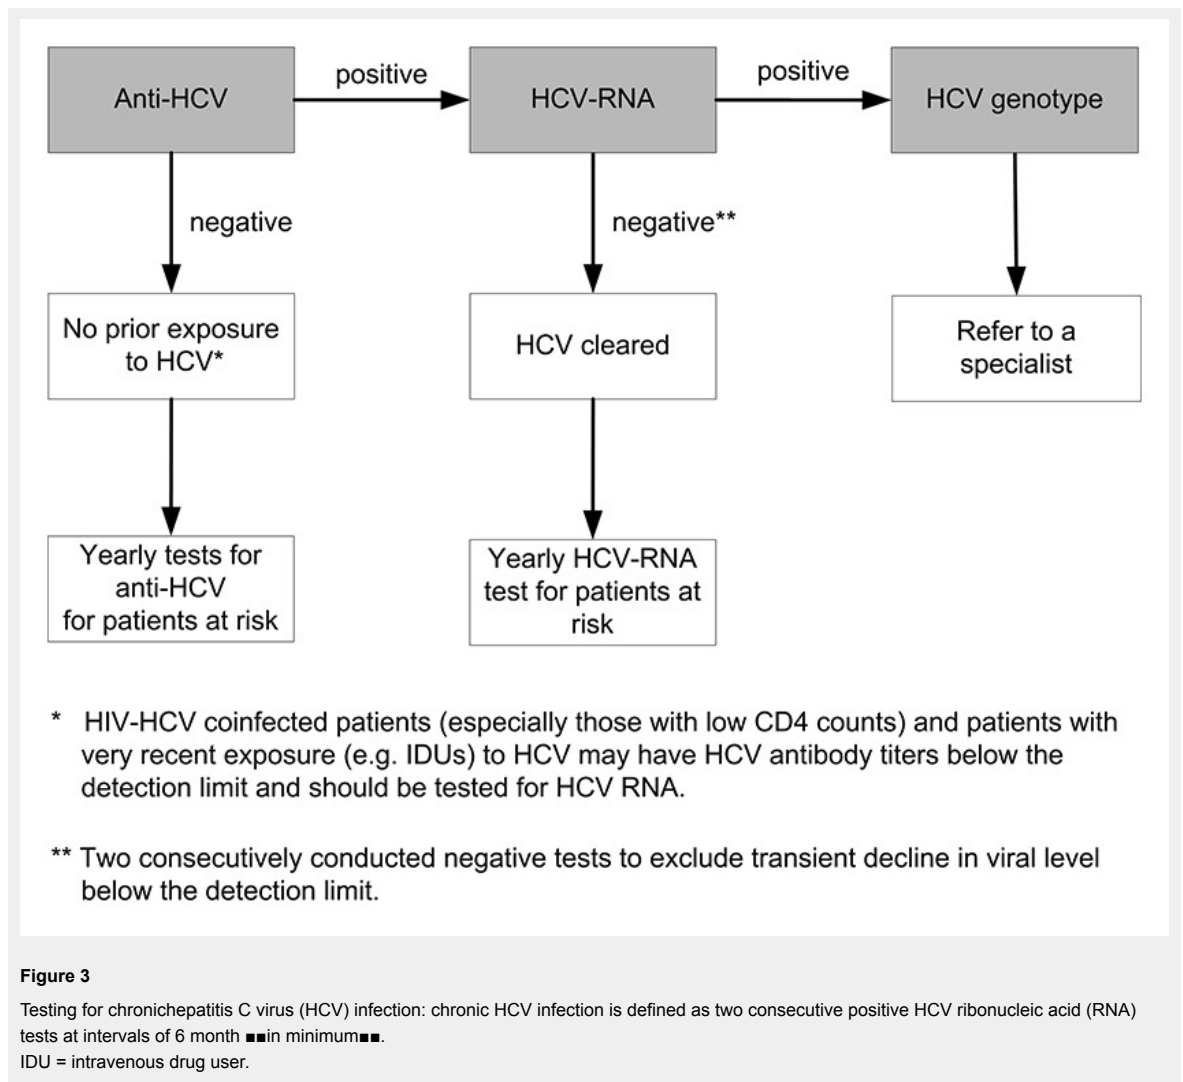 Anti-HCV
positive
HCV-RNA
positive
HCV genotype
negative
negative**
No prior exposure
to HCV*
HCV cleared
Refer to a
specialist
Yearly tests for
anti-HCV
for patients at risk
Yearly HCV-RNA
test for patients at
risk
* HIV-HCV coinfected patients (especially those with low CD4 counts) and patients with
very recent exposure (e.g. IDUs) to HCV may have HCV antibody titers below the
detection limit and should be tested for HCV RNA.
** Two consecutively conducted negative tests to exclude transient decline in viral level
below the detection limit.
Figure 3
Testing for chronichepatitis C virus (HCV) infection: chronic HCV infection is defined as two consecutive positive HCV ribonucleic acid (RNA)
tests at intervals of 6 month ■■in minimum■■.
IDU = intravenous drug user.